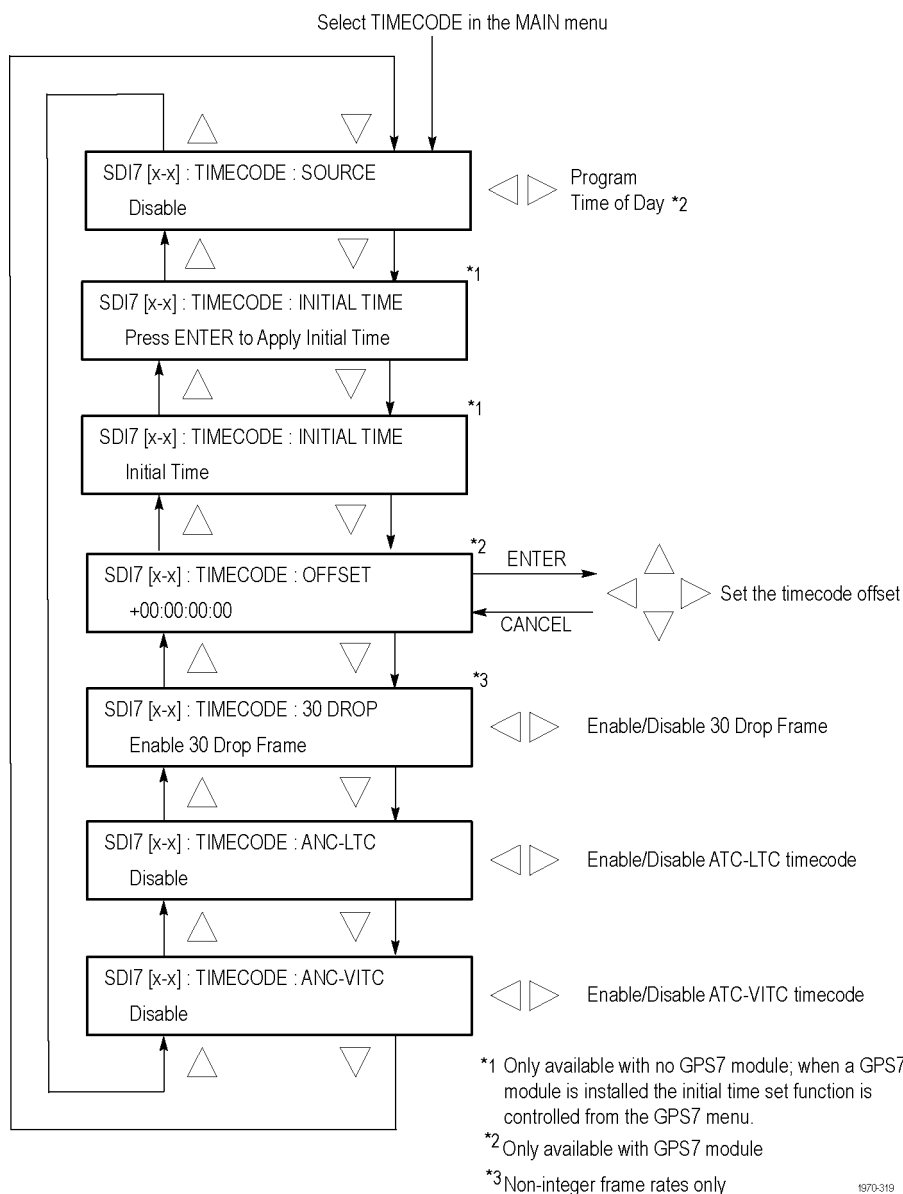 Select TIMECODE in the MAIN menu
SDI7 [x-x] : TIMECODE : SOURCE
Disable
Program
Time of Day *2
*1
SDI7 [x-x] : TIMECODE : INITIAL TIME
Press ENTER to Apply Initial Time
*1
SDI7 [x-x] : TIMECODE : INITIAL TIME
Initial Time
*2
SDI7 [x-x] : TIMECODE : OFFSET
+00:00:00:00
ENTER
CANCEL
Set the timecode offset
*3
SDI7 [x-x] : TIMECODE : 30 DROP
Enable 30 Drop Frame
Enable/Disable 30 Drop Frame
SDI7 [x-x] : TIMECODE : ANC-LTC
Disable
Enable/Disable ATC-LTC timecode
SDI7 [x-x] : TIMECODE : ANC-VITC
Disable
Enable/Disable ATC-VITC timecode
*1 Only available with no GPS7 module; when a GPS7
module is installed the initial time set function is
controlled from the GPS7 menu.
*2 Only available with GPS7 module
*3 Non-integer frame rates only
1970-319